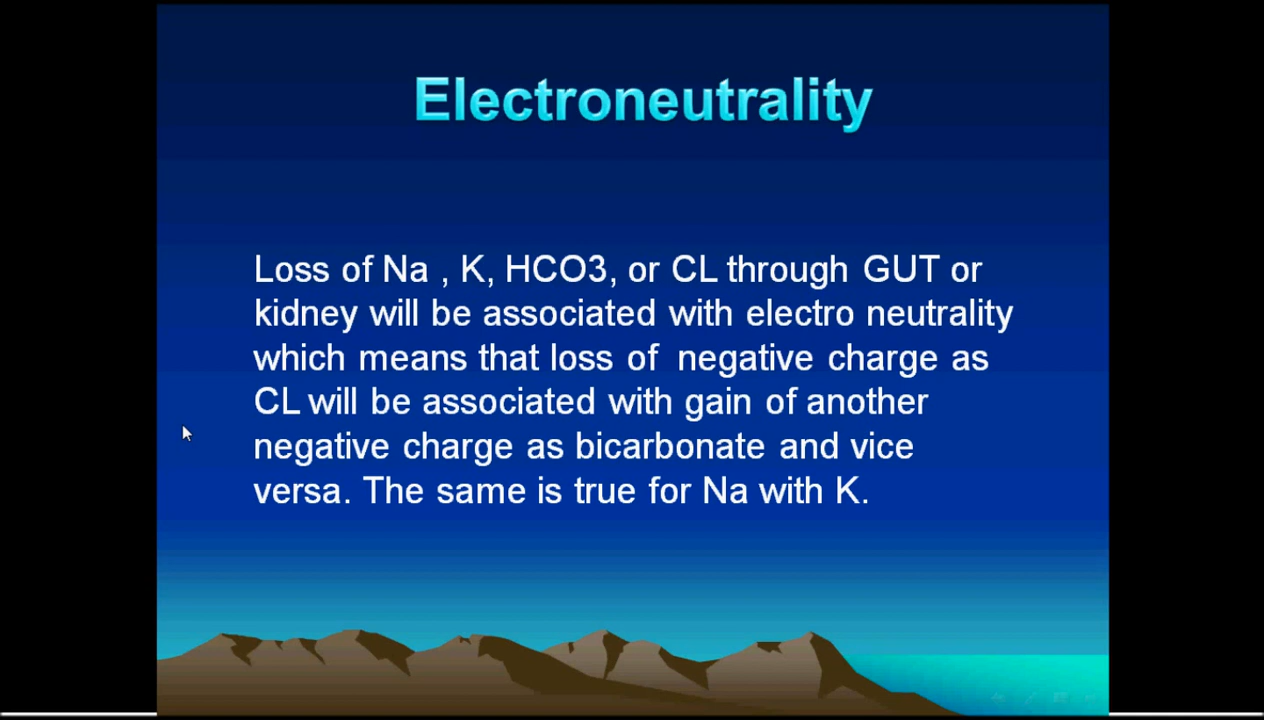 Electroneutrality
Loss of Na , K, HCO3, or CL through GUT or
kidney will be associated with electro neutrality
which means that loss of  negative charge as
CL will be associated with gain of another
negative charge as bicarbonate and vice
versa. The same is true for Na with K.